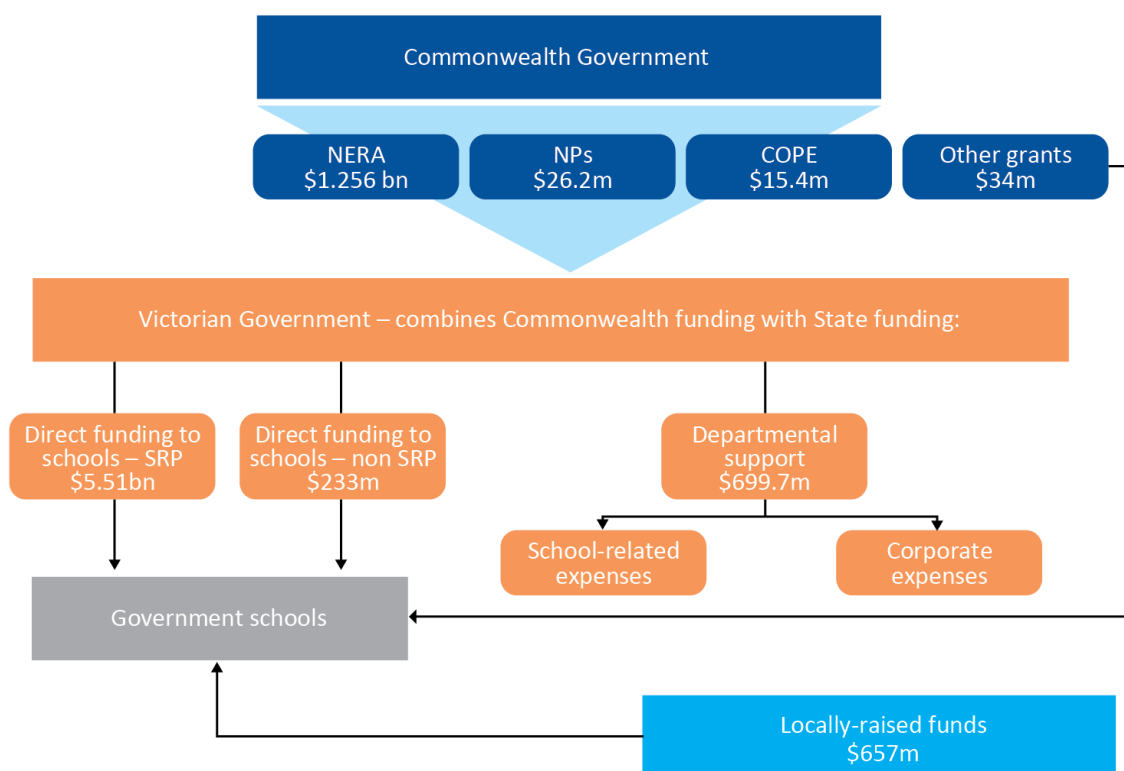 Commonwealth Government
NERA
$1.256 bn
NPs
$26.2m
COPE
$15.4m
Other grants
$34m
Victorian Government – combines Commonwealth funding with State funding:
Direct funding to
schools – SRP
$5.51bn
Direct funding to
schools – non SRP
$233m
Departmental
support
$699.7m
School-related
expenses
Corporate
expenses
Government schools
Locally-raised funds
$657m